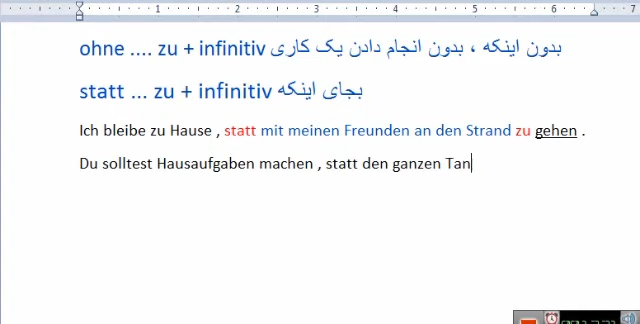 ohne .... zu + infinitiv بدون اینکه ، بدون انجام دادن یک کاری
statt ... zu + infinitiv بجای اینکه
Ich bleibe zu Hause , statt mit meinen Freunden an den Strand zu gehen .
Du solltest Hausaufgaben machen , statt den ganzen Tan